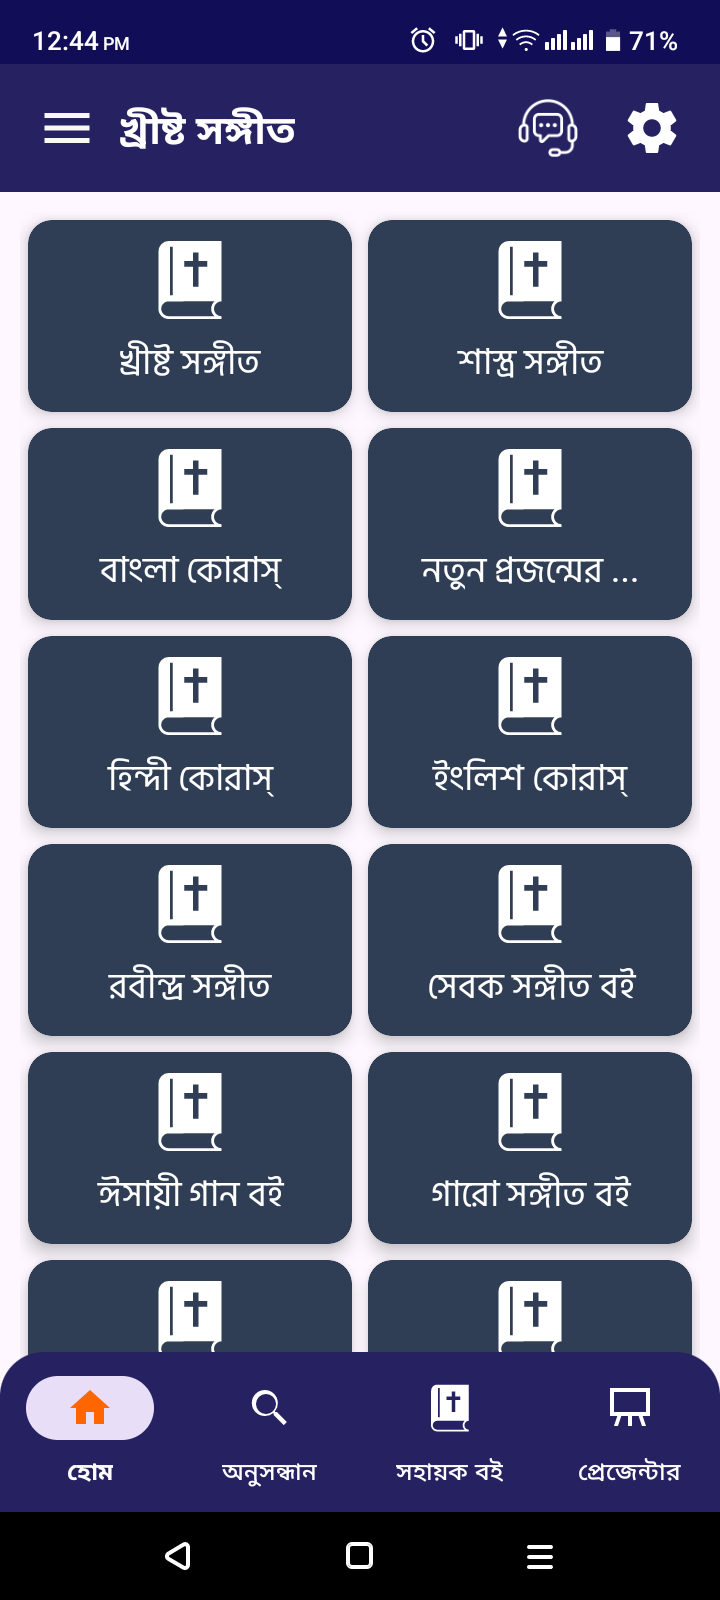 12:44 PM 71%
খ্রীষ্ট সঙ্গীত
খ্রীষ্ট সঙ্গীত শাস্ত্র সঙ্গীত
বাংলা কোরাস্ নতুন প্রজন্মের ...
হিন্দী কোরাস্ ইংলিশ কোরাস্
রবীন্দ্র সঙ্গীত সেবক সঙ্গীত বই
ঈসায়ী গান বই গারো সঙ্গীত বই
হোম অনুসন্ধান সহায়ক বই প্রেজেন্টার